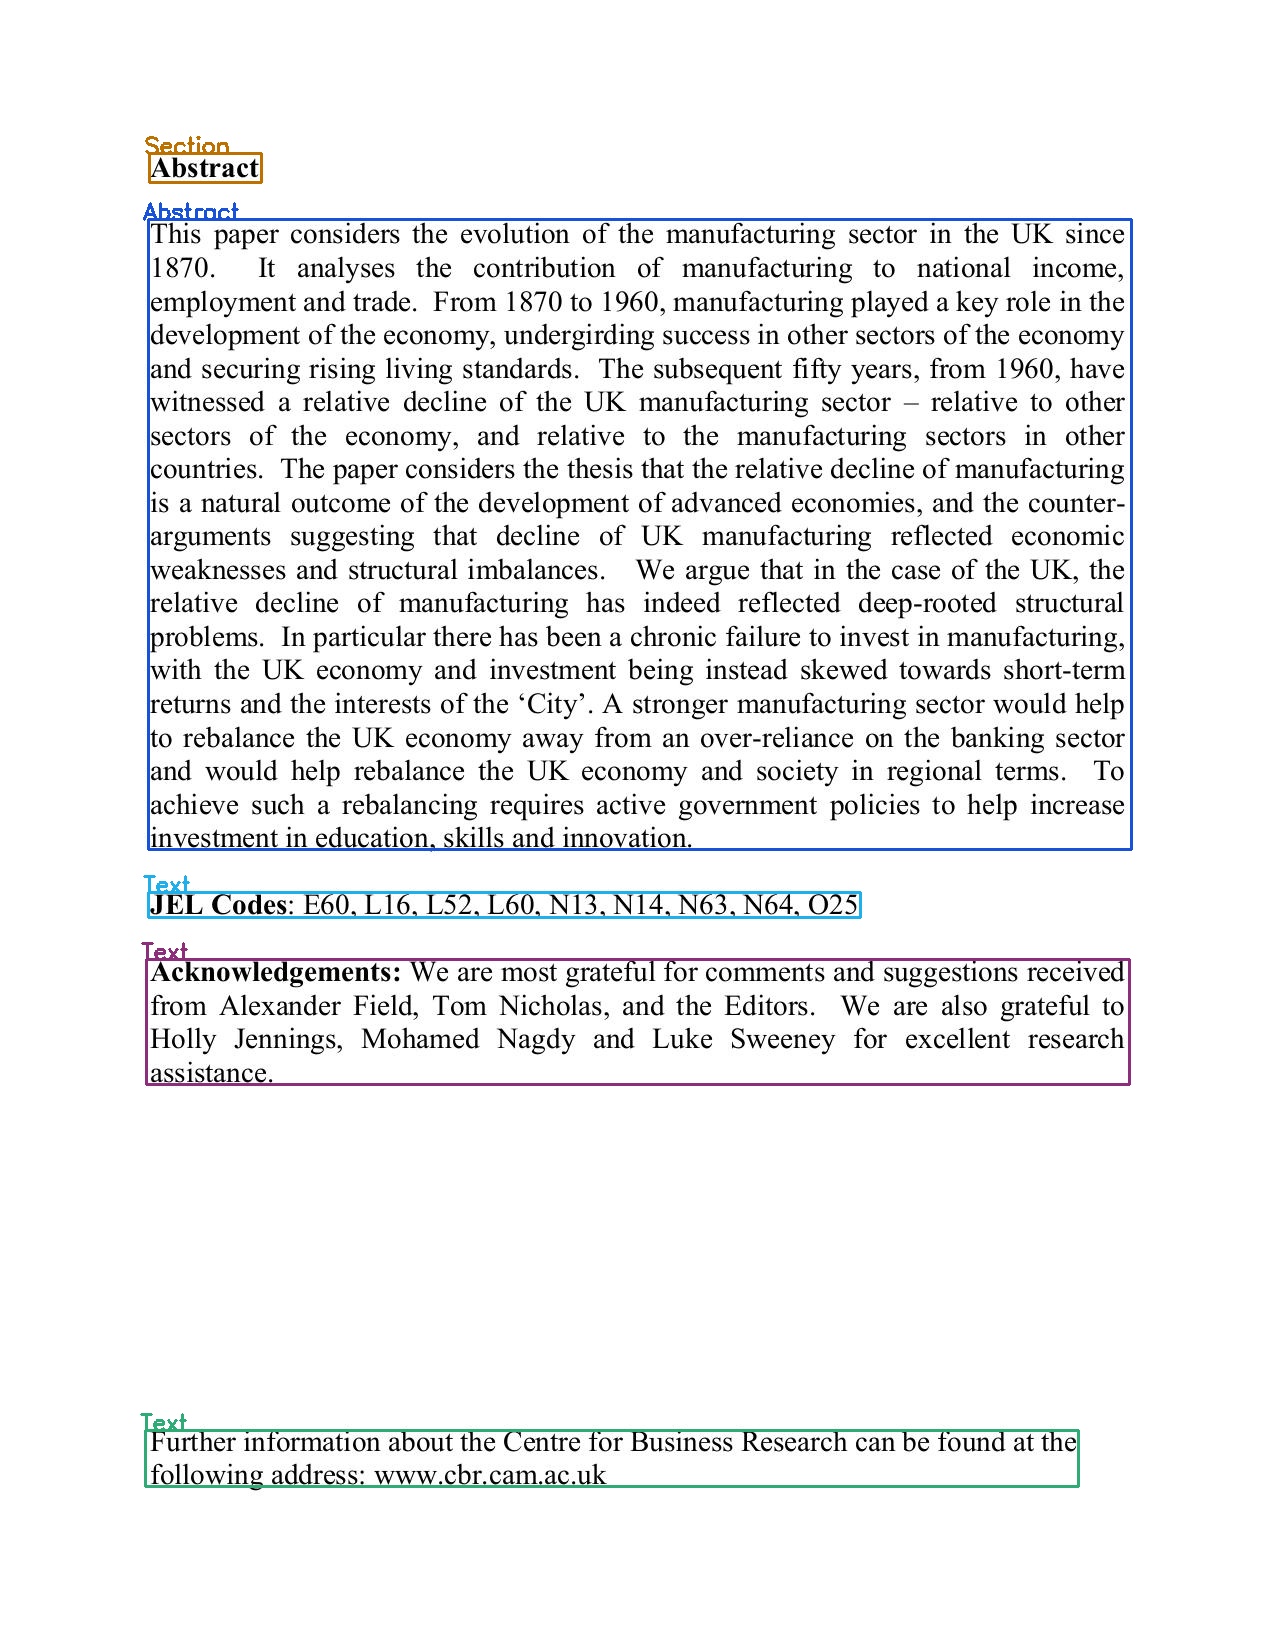 Section
Abstract
Abstract
This paper considers the evolution of the manufacturing sector in the UK since
1870. It analyses the contribution of manufacturing to national income,
employment and trade. From 1870 to 1960, manufacturing played a key role in the
development of the economy, undergirding success in other sectors of the economy
and securing rising living standards. The subsequent fifty years, from 1960, have
witnessed a relative decline of the UK manufacturing sector – relative to other
sectors of the economy, and relative to the manufacturing sectors in other
countries. The paper considers the thesis that the relative decline of manufacturing
is a natural outcome of the development of advanced economies, and the counter-
arguments suggesting that decline of UK manufacturing reflected economic
weaknesses and structural imbalances. We argue that in the case of the UK, the
relative decline of manufacturing has indeed reflected deep-rooted structural
problems. In particular there has been a chronic failure to invest in manufacturing,
with the UK economy and investment being instead skewed towards short-term
returns and the interests of the ‘City’. A stronger manufacturing sector would help
to rebalance the UK economy away from an over-reliance on the banking sector
and would help rebalance the UK economy and society in regional terms. To
achieve such a rebalancing requires active government policies to help increase
investment in education, skills and innovation.
Text
JEL Codes: E60, L16, L52, L60, N13, N14, N63, N64, O25
Text
Acknowledgements: We are most grateful for comments and suggestions received
from Alexander Field, Tom Nicholas, and the Editors. We are also grateful to
Holly Jennings, Mohamed Nagdy and Luke Sweeney for excellent research
assistance.
Text
Further information about the Centre for Business Research can be found at the
following address: www.cbr.cam.ac.uk